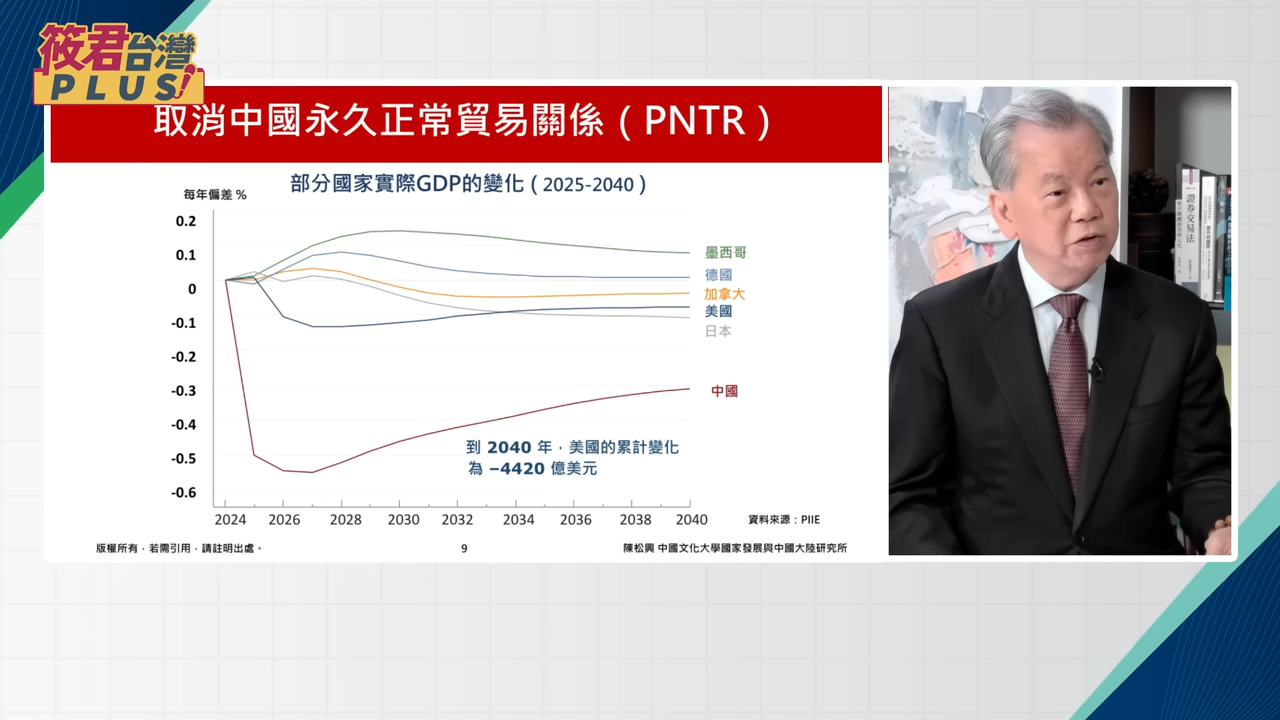 筱君台灣
PLUS!
取消中國永久正常貿易關係（PNTR）
部分國家實際GDP的變化（2025-2040）
每年偏差 %
0.2
0.1
0
-0.1
-0.2
-0.3
-0.4
-0.5
-0.6
墨西哥
德國
加拿大
美國
日本
中國
到 2040 年，美國的累計變化
為 −4420 億美元
2024 2026 2028 2030 2032 2034 2036 2038 2040
資料來源：PIIE
版權所有，若需引用，請註明出處。
9
陳松興 中國文化大學國家發展與中國大陸研究所
證券交易法